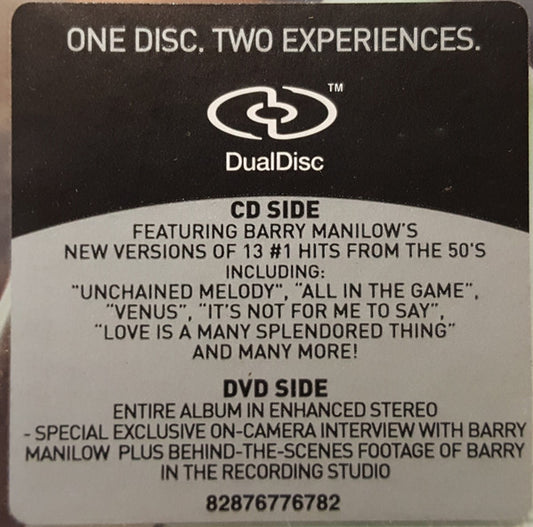 ONE DISC. TWO EXPERIENCES.
TM
DualDisc
CD SIDE
FEATURING BARRY MANILOW'S
NEW VERSIONS OF 13 #1 HITS FROM THE 50'S
INCLUDING:
"UNCHAINED MELODY", "ALL IN THE GAME",
"VENUS", "IT'S NOT FOR ME TO SAY",
"LOVE IS A MANY SPLENDORED THING"
AND MANY MORE!
DVD SIDE
ENTIRE ALBUM IN ENHANCED STEREO
- SPECIAL EXCLUSIVE ON-CAMERA INTERVIEW WITH BARRY
MANILOW PLUS BEHIND-THE-SCENES FOOTAGE OF BARRY
IN THE RECORDING STUDIO
82876776782